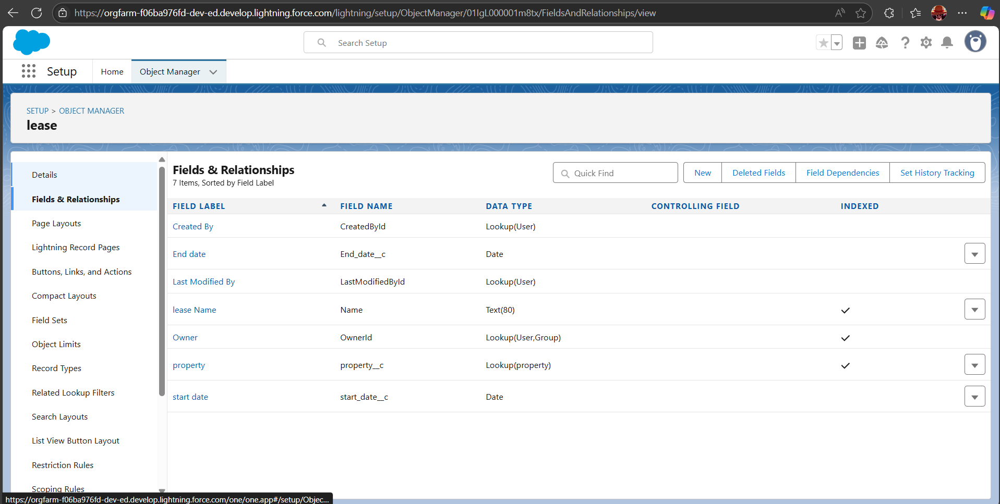 https://orgfarm-f06ba976fd-dev-ed.develop.lightning.force.com/lightning/setup/ObjectManager/01IgL000001m8tx/FieldsAndRelationships/view
Search Setup
Setup
Home
Object Manager
SETUP > OBJECT MANAGER
lease
Details
Fields & Relationships
Page Layouts
Lightning Record Pages
Buttons, Links, and Actions
Compact Layouts
Field Sets
Object Limits
Record Types
Related Lookup Filters
Search Layouts
List View Button Layout
Restriction Rules
Scoping Rules
Fields & Relationships
7 Items, Sorted by Field Label
Quick Find
New
Deleted Fields
Field Dependencies
Set History Tracking
FIELD LABEL FIELD NAME DATA TYPE CONTROLLING FIELD INDEXED
Created By CreatedById Lookup(User)
End date End_date__c Date
Last Modified By LastModifiedById Lookup(User)
lease Name Name Text(80)
Owner OwnerId Lookup(User,Group)
property property__c Lookup(property)
start date start_date__c Date
https://orgfarm-f06ba976fd-dev-ed.develop.lightning.force.com/one/one.app#/setup/Objec...